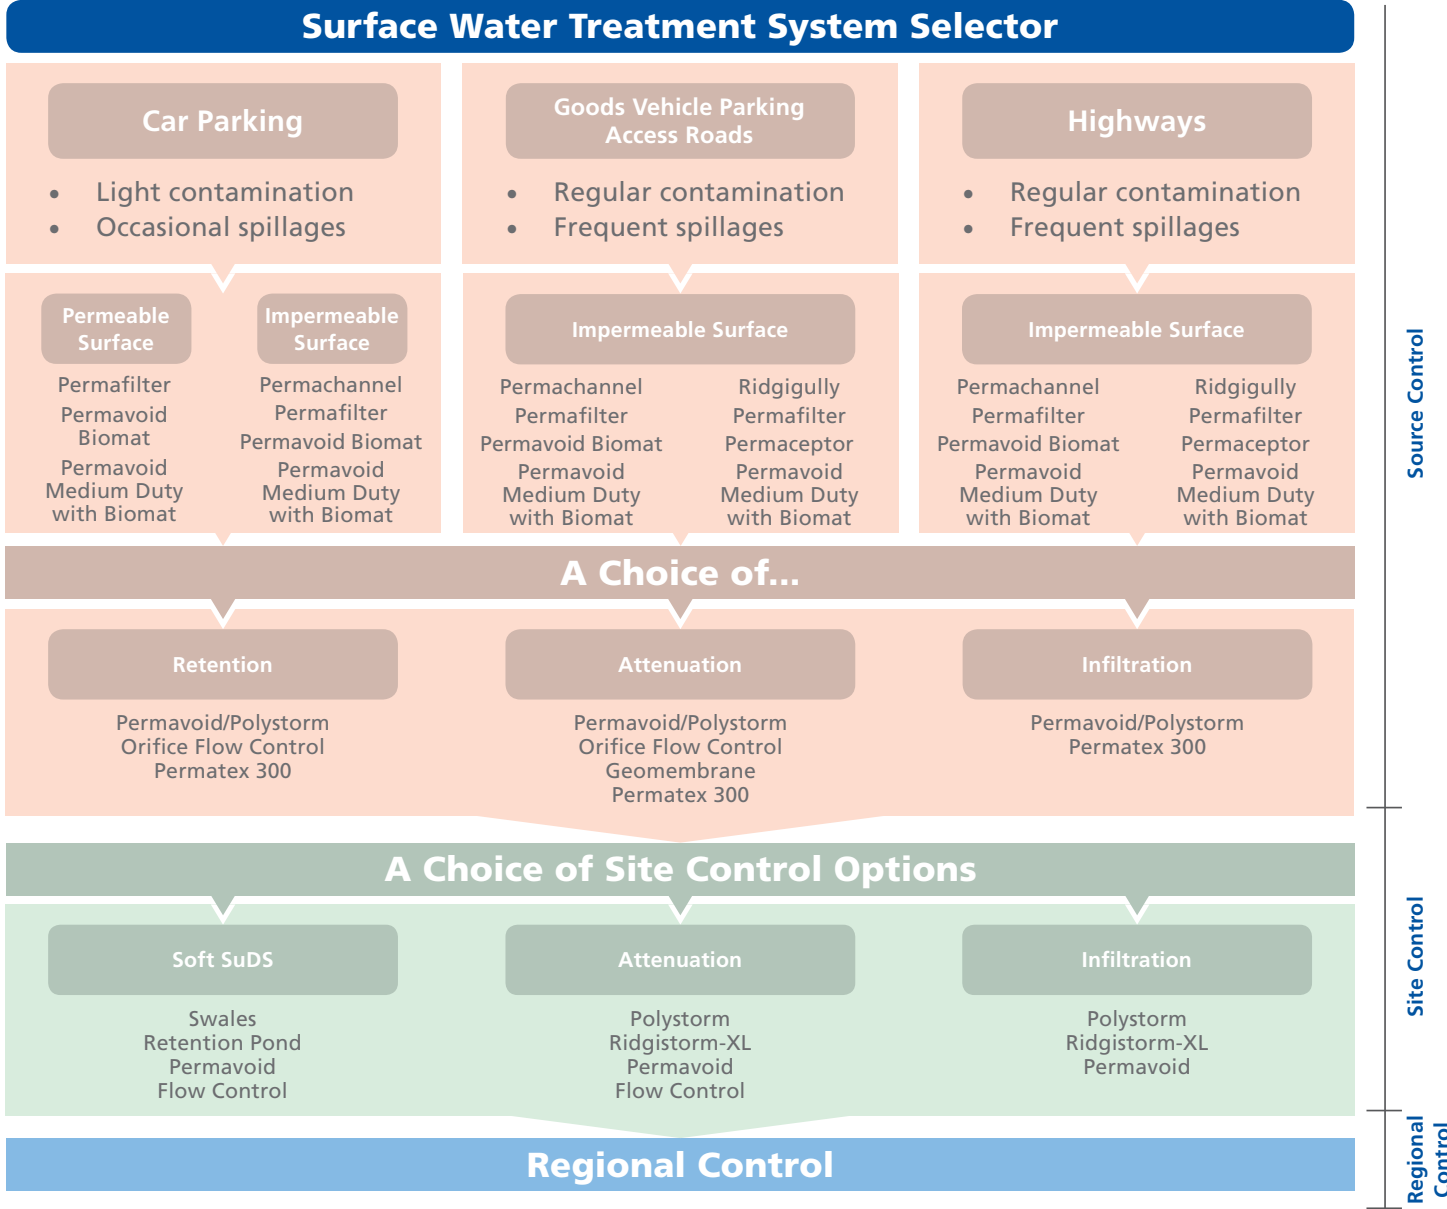 Surface Water Treatment System Selector
Car Parking
• Light contamination
• Occasional spillages
Goods Vehicle Parking
Access Roads
• Regular contamination
• Frequent spillages
Highways
• Regular contamination
• Frequent spillages
Permeable
Surface
Permafilter
Permavoid
Biomat
Permavoid
Medium Duty
with Biomat
Impermeable
Surface
Permachannel
Permafilter
Permavoid Biomat
Permavoid
Medium Duty
with Biomat
Impermeable Surface
Permachannel
Permafilter
Permavoid Biomat
Permavoid
Medium Duty
with Biomat
Ridgigully
Permafilter
Permaceptor
Permavoid
Medium Duty
with Biomat
Impermeable Surface
Permachannel
Permafilter
Permavoid Biomat
Permavoid
Medium Duty
with Biomat
Ridgigully
Permafilter
Permaceptor
Permavoid
Medium Duty
with Biomat
A Choice of...
Retention
Permavoid/Polystorm
Orifice Flow Control
Permatex 300
Attenuation
Permavoid/Polystorm
Orifice Flow Control
Geomembrane
Permatex 300
Infiltration
Permavoid/Polystorm
Permatex 300
Source Control
A Choice of Site Control Options
Soft SuDS
Swales
Retention Pond
Permavoid
Flow Control
Attenuation
Polystorm
Ridgistorm-XL
Permavoid
Flow Control
Infiltration
Polystorm
Ridgistorm-XL
Permavoid
Site Control
Regional Control
Regional
Control